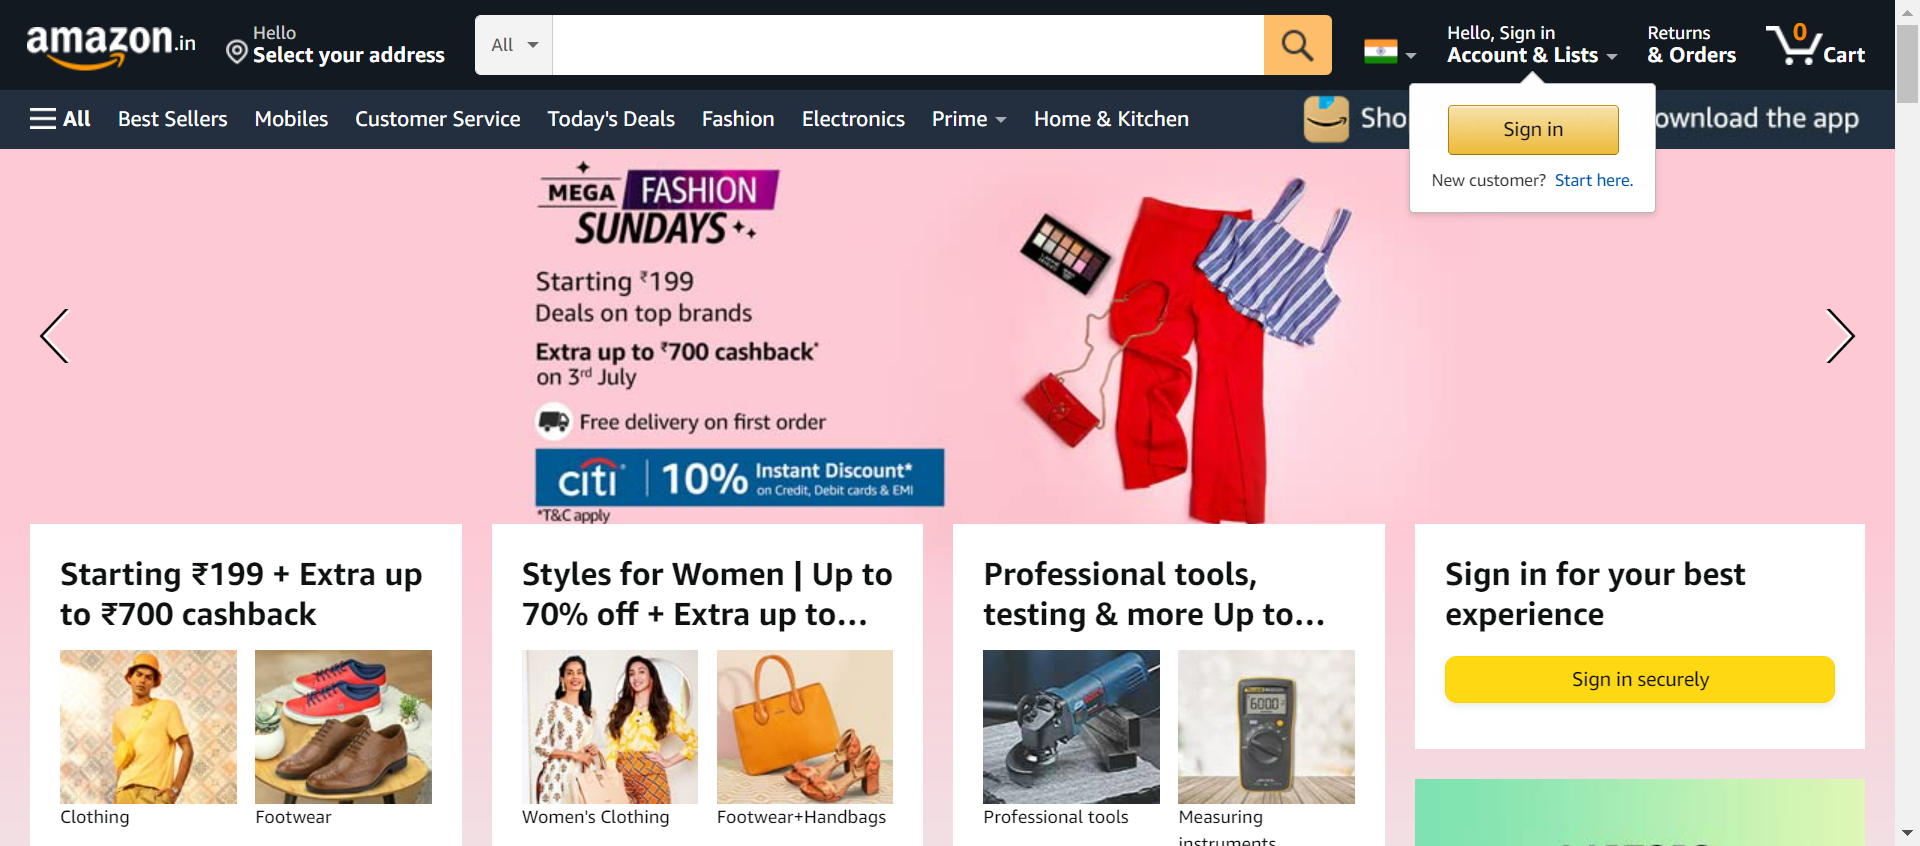 amazon.in
Hello
Select your address
All
Hello, Sign in
Account & Lists
Returns
& Orders
0
Cart
All
Best Sellers
Mobiles
Customer Service
Today's Deals
Fashion
Electronics
Prime
Home & Kitchen
Sho
ownload the app
Sign in
New customer? Start here.
MEGA FASHION
SUNDAYS
Starting ₹199
Deals on top brands
Extra up to ₹700 cashback*
on 3rd July
Free delivery on first order
citi 10% Instant Discount*
on Credit, Debit cards & EMI
*T&C apply
Starting ₹199 + Extra up
to ₹700 cashback
Clothing
Footwear
Styles for Women | Up to
70% off + Extra up to...
Women's Clothing
Footwear+Handbags
Professional tools,
testing & more Up to...
600.0
Professional tools
Measuring
instruments
Sign in for your best
experience
Sign in securely